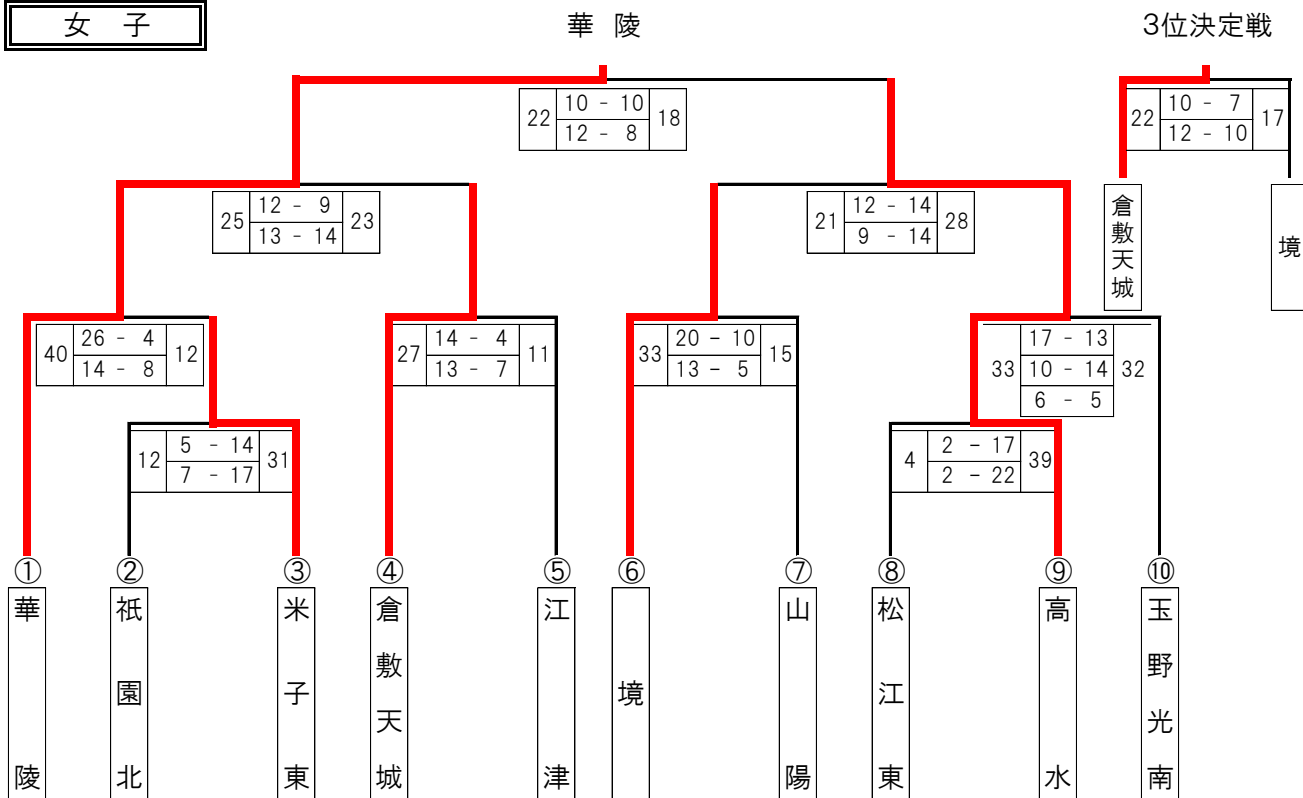 女 子
華 陵
3位決定戦
22 10 - 10 18
12 - 8
22 10 - 7 17
12 - 10
倉敷天城
境
25 12 - 9 23
13 - 14
21 12 - 14 28
9 - 14
40 26 - 4 12
14 - 8
27 14 - 4 11
13 - 7
33 20 - 10 15
13 - 5
33 17 - 13 32
10 - 14
6 - 5
12 5 - 14 31
7 - 17
4 2 - 17 39
2 - 22
① ② ③ ④ ⑤ ⑥ ⑦ ⑧ ⑨ ⑩
華陵
祇園北
米子東
倉敷天城
江津
境
山陽
松江東
高水
玉野光南